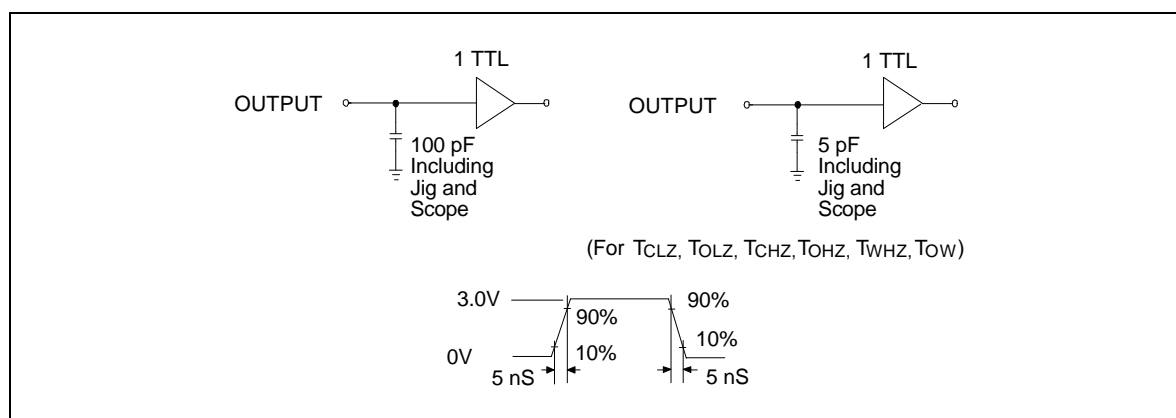 1 TTL
OUTPUT
100 pF
Including
Jig and
Scope
1 TTL
OUTPUT
5 pF
Including
Jig and
Scope
(For TCLZ, TOLZ, TCHZ, TOHZ, TWHZ, TOW)
3.0V
90%
90%
0V
10%
10%
5 nS
5 nS